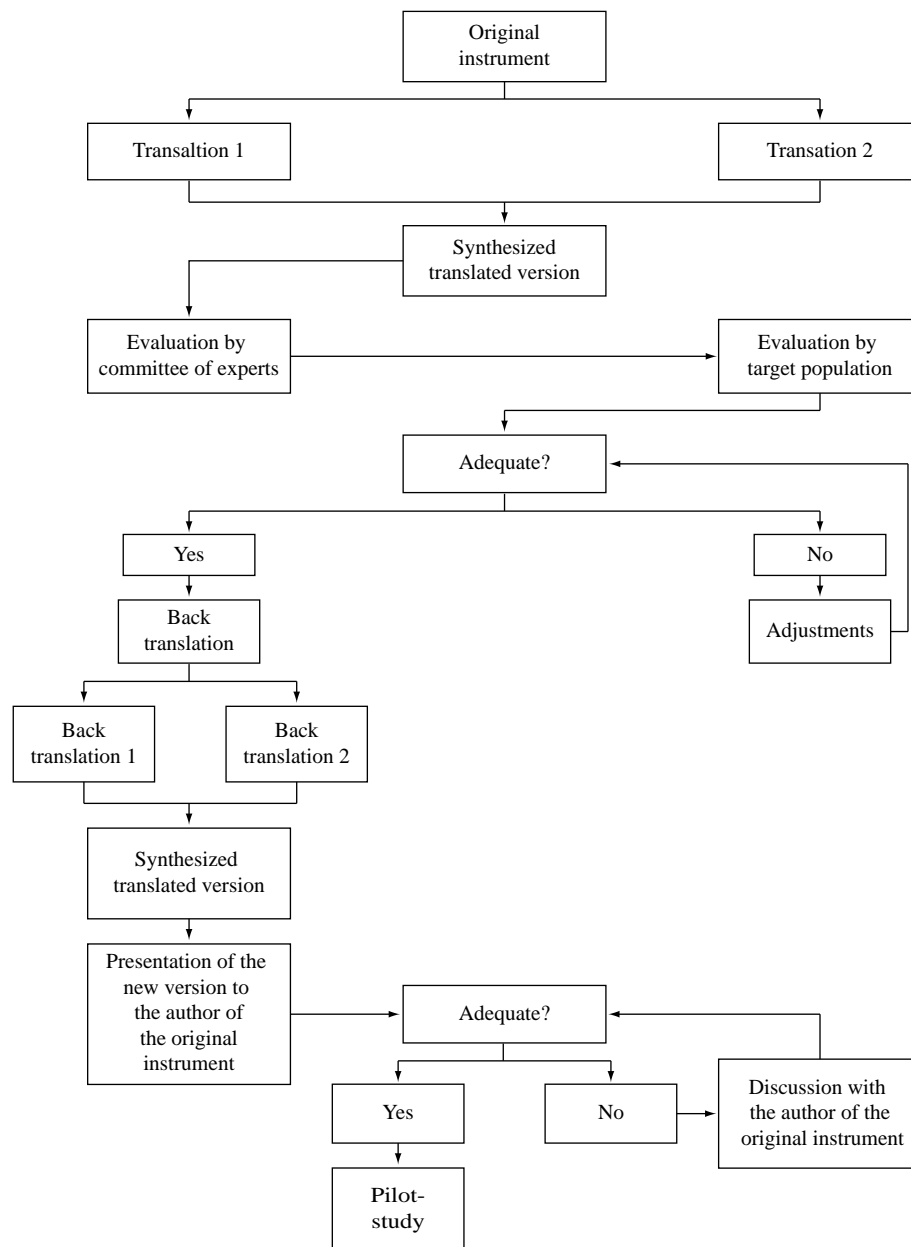 Original
instrument
Transaltion 1
Transation 2
Synthesized
translated version
Evaluation by
committee of experts
Evaluation by
target population
Adequate?
Yes
No
Back
translation
Adjustments
Back
translation 1
Back
translation 2
Synthesized
translated version
Presentation of the
new version to
the author of
the original
instrument
Adequate?
Yes
No
Discussion with
the author of the
original instrument
Pilot-
study